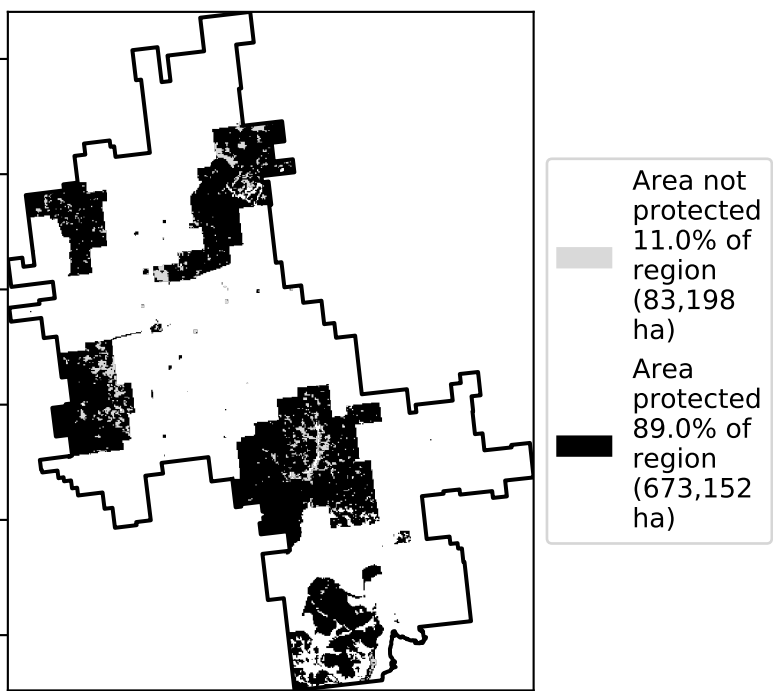 Area not
protected
11.0% of
region
(83,198
ha)
Area
protected
89.0% of
region
(673,152
ha)